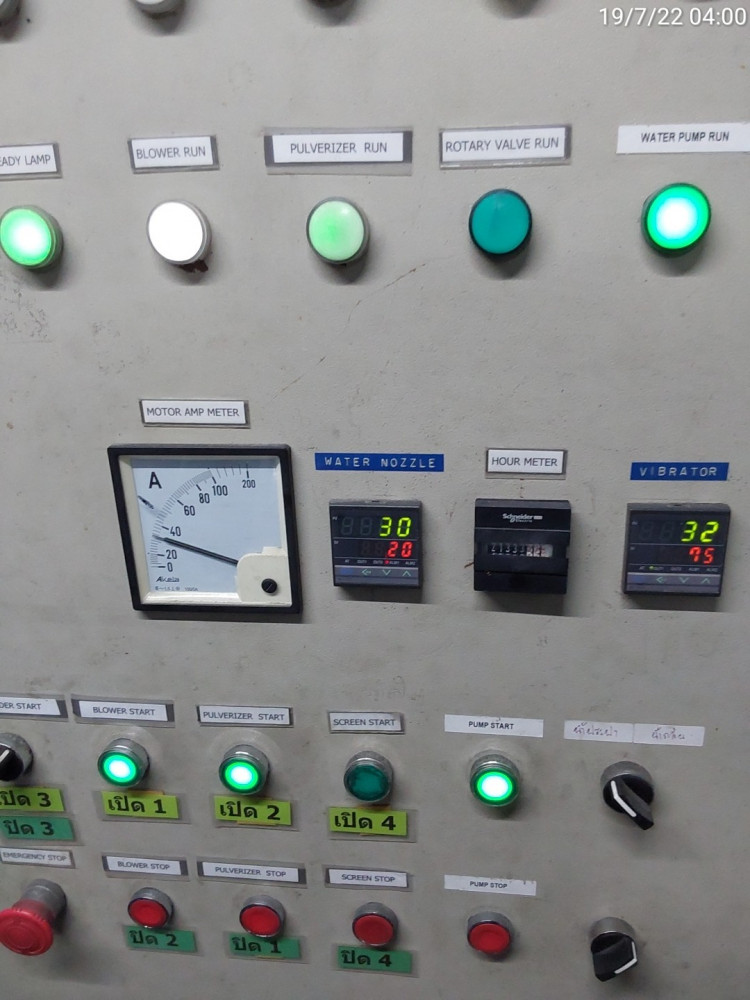 19/7/22 04:00
EADY LAMP
BLOWER RUN
PULVERIZER RUN
ROTARY VALVE RUN
WATER PUMP RUN
MOTOR AMP METER
A
200
100
80
60
40
20
0
WATER NOZZLE
30
20
HOUR METER
Schneider
Electric
VIBRATOR
32
75
DER START
BLOWER START
PULVERIZER START
SCREEN START
PUMP START
เปิด 3
เปิด 1
เปิด 2
เปิด 4
ปิด 3
EMERGENCY STOP
BLOWER STOP
PULVERIZER STOP
SCREEN STOP
PUMP STOP
ปิด 2
ปิด 1
ปิด 4